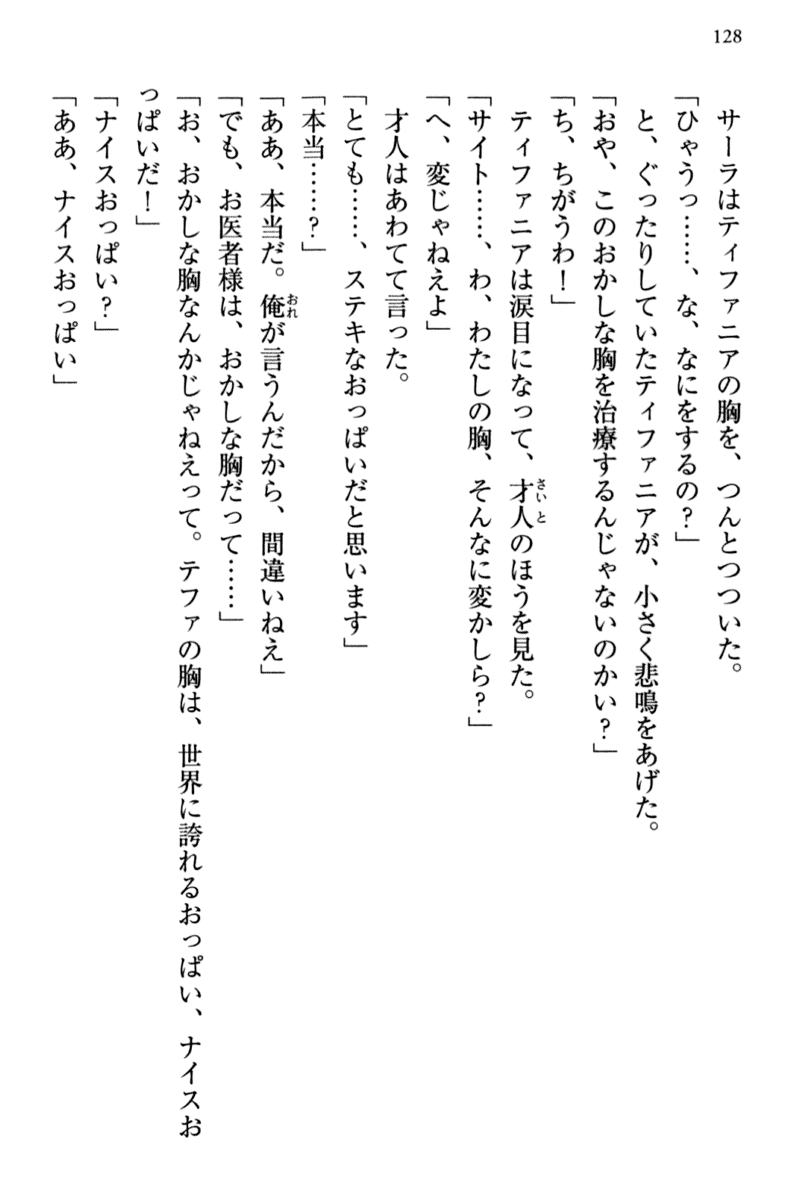 128
サーラはティファニアの胸を、つんとつついた。
「ひゃうっ……、な、なにをするの？」
と、ぐったりしていたティファニアが、小さく悲鳴をあげた。
「おや、このおかしな胸を治療するんじゃないのかい？」
「ち、ちがうわ！」
ティファニアは涙目になって、才人のほうを見た。
「サイト……、わ、わたしの胸、そんなに変かしら？」
「へ、変じゃねえよ」
才人はあわてて言った。
「とても……、ステキなおっぱいだと思います」
「本当……？」
「ああ、本当だ。俺が言うんだから、間違いねえ」
「でも、お医者様は、おかしな胸だって……」
「お、おかしな胸なんかじゃねえって。テファの胸は、世界に誇れるおっぱい、ナイスお
っぱいだ！」
「ナイスおっぱい？」
「ああ、ナイスおっぱい」